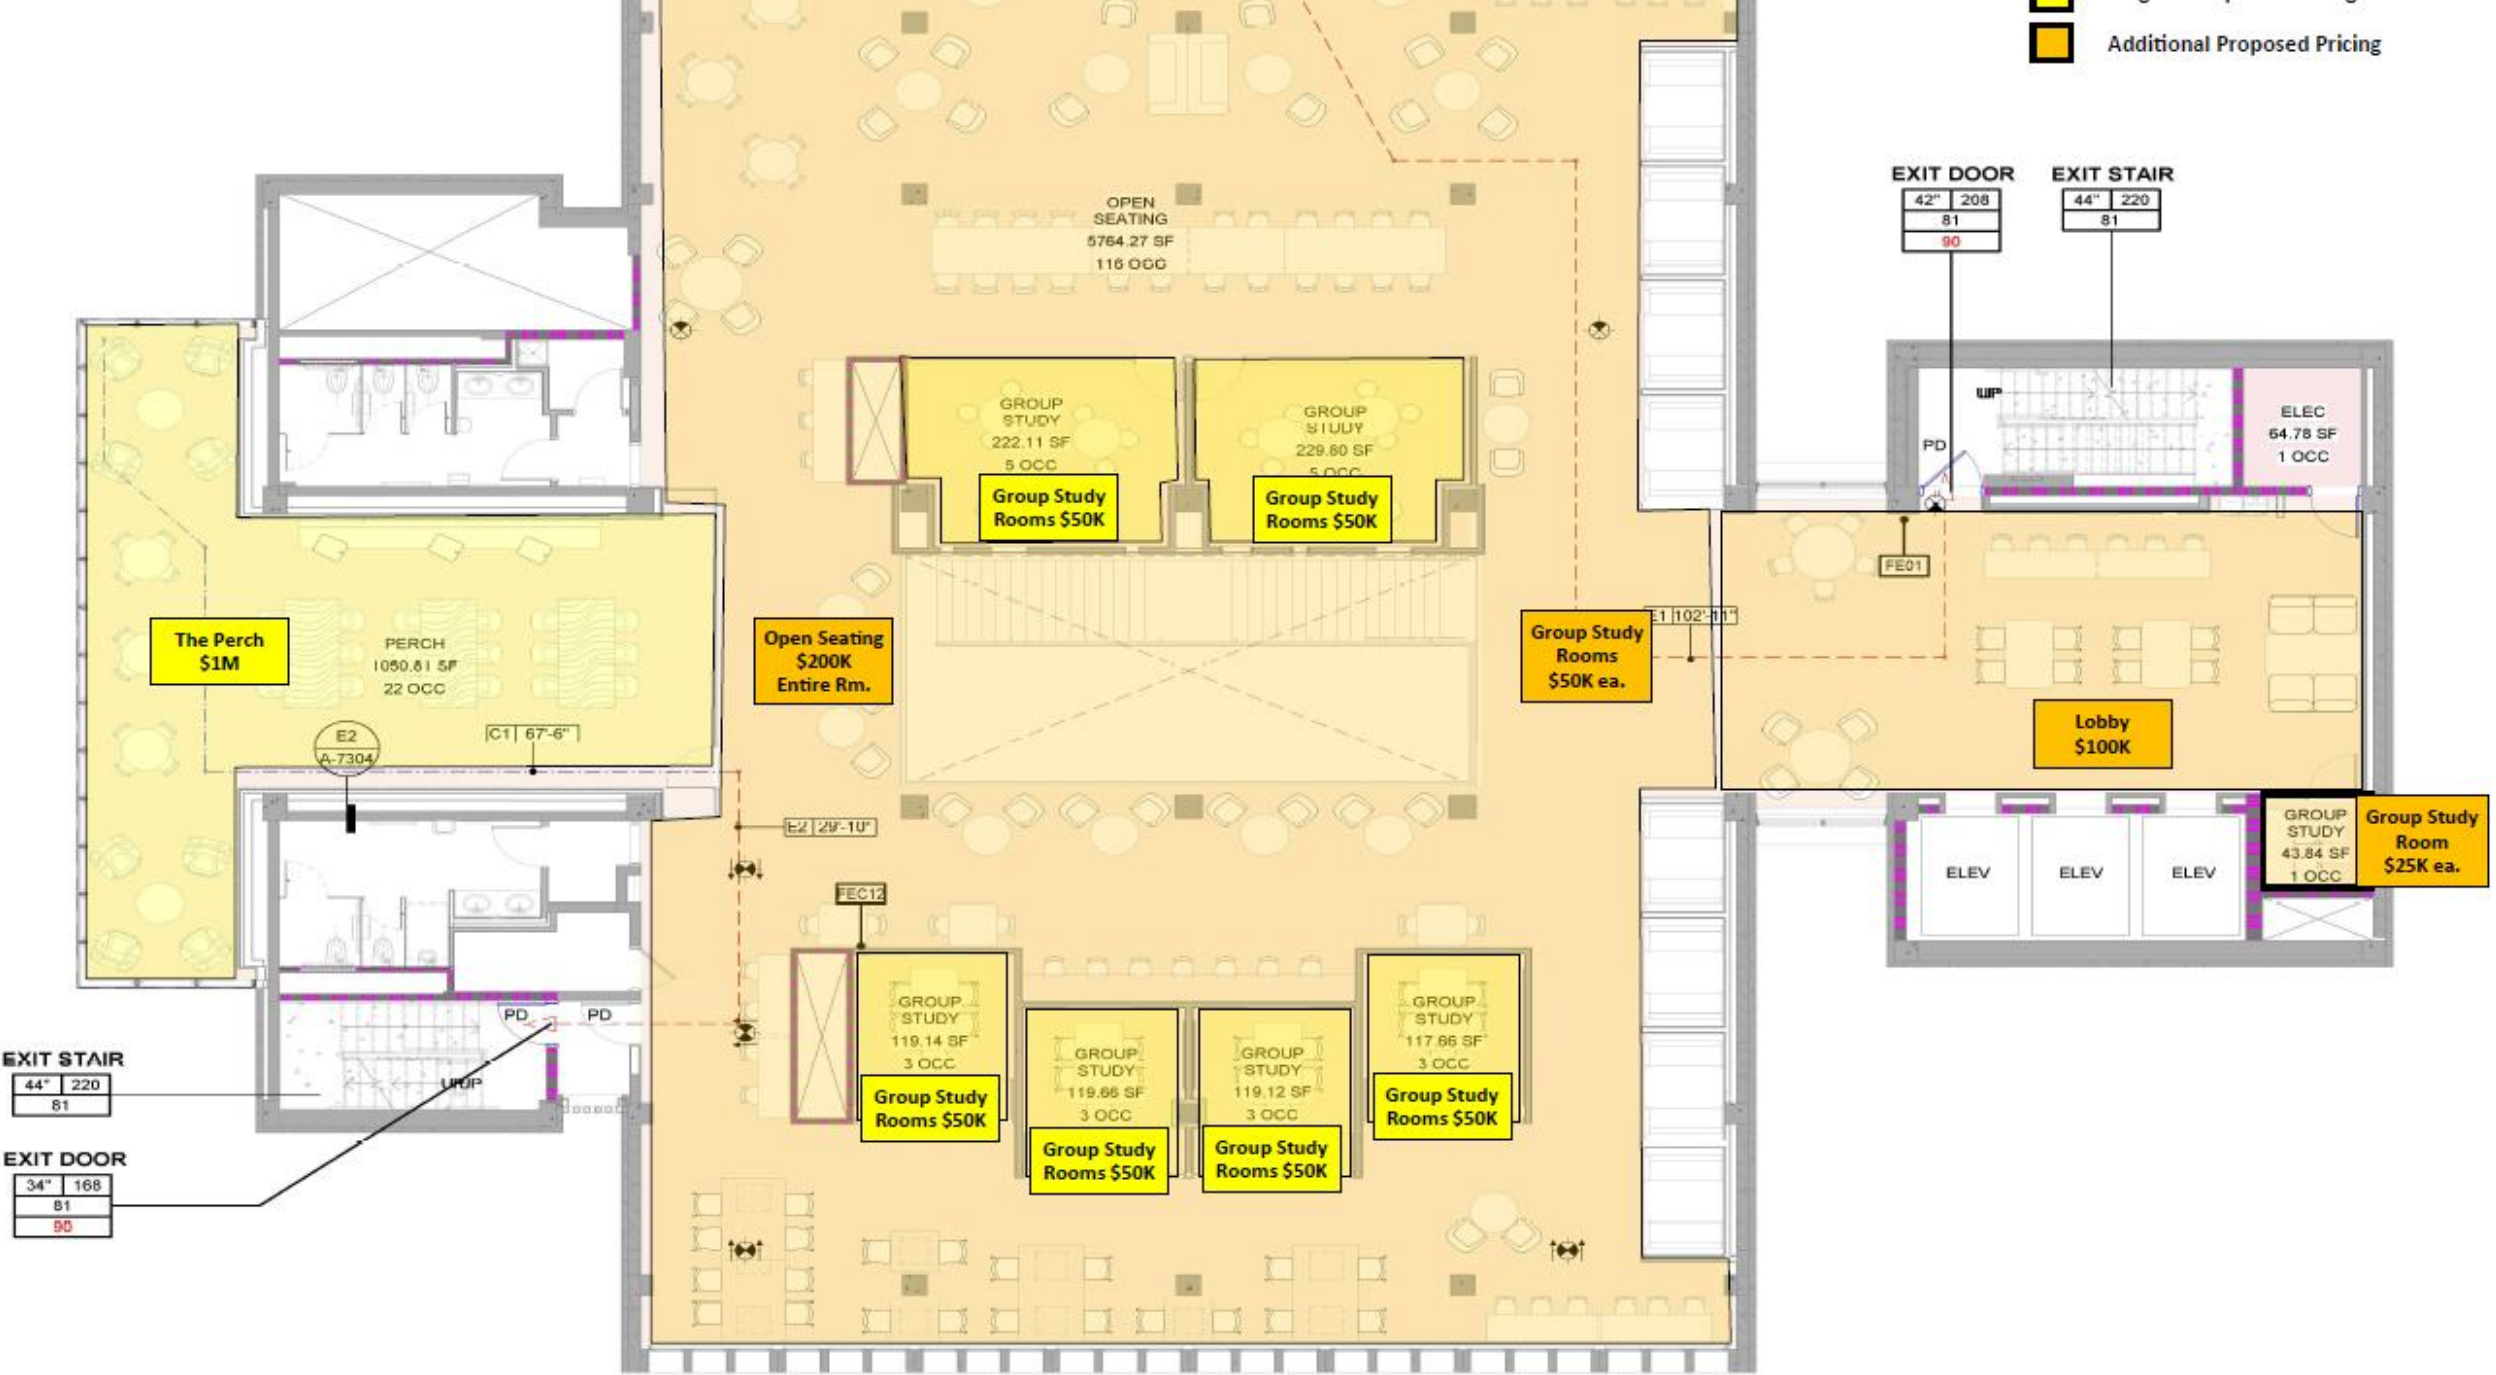 Additional Proposed Pricing
EXIT DOOR
42" 208
81
90
EXIT STAIR
44" 220
81
OPEN
SEATING
5764.27 SF
116 OCC
GROUP
STUDY
222.11 SF
5 OCC
Group Study
Rooms $50K
GROUP
STUDY
229.80 SF
5 OCC
Group Study
Rooms $50K
UP
PD
ELEC
64.78 SF
1 OCC
FE01
The Perch
$1M
PERCH
1050.81 SF
22 OCC
Open Seating
$200K
Entire Rm.
Group Study
Rooms
$50K ea.
E1 102'-11"
Lobby
$100K
E2
A-7304
C1 67'-6"
E2 29'-10"
FEC12
ELEV
ELEV
ELEV
GROUP
STUDY
43.84 SF
1 OCC
Group Study
Room
$25K ea.
GROUP
STUDY
119.14 SF
3 OCC
Group Study
Rooms $50K
GROUP
STUDY
119.66 SF
3 OCC
Group Study
Rooms $50K
GROUP
STUDY
119.12 SF
3 OCC
Group Study
Rooms $50K
GROUP
STUDY
117.66 SF
3 OCC
Group Study
Rooms $50K
PD
PD
EXIT STAIR
44" 220
81
EXIT DOOR
34" 168
81
90